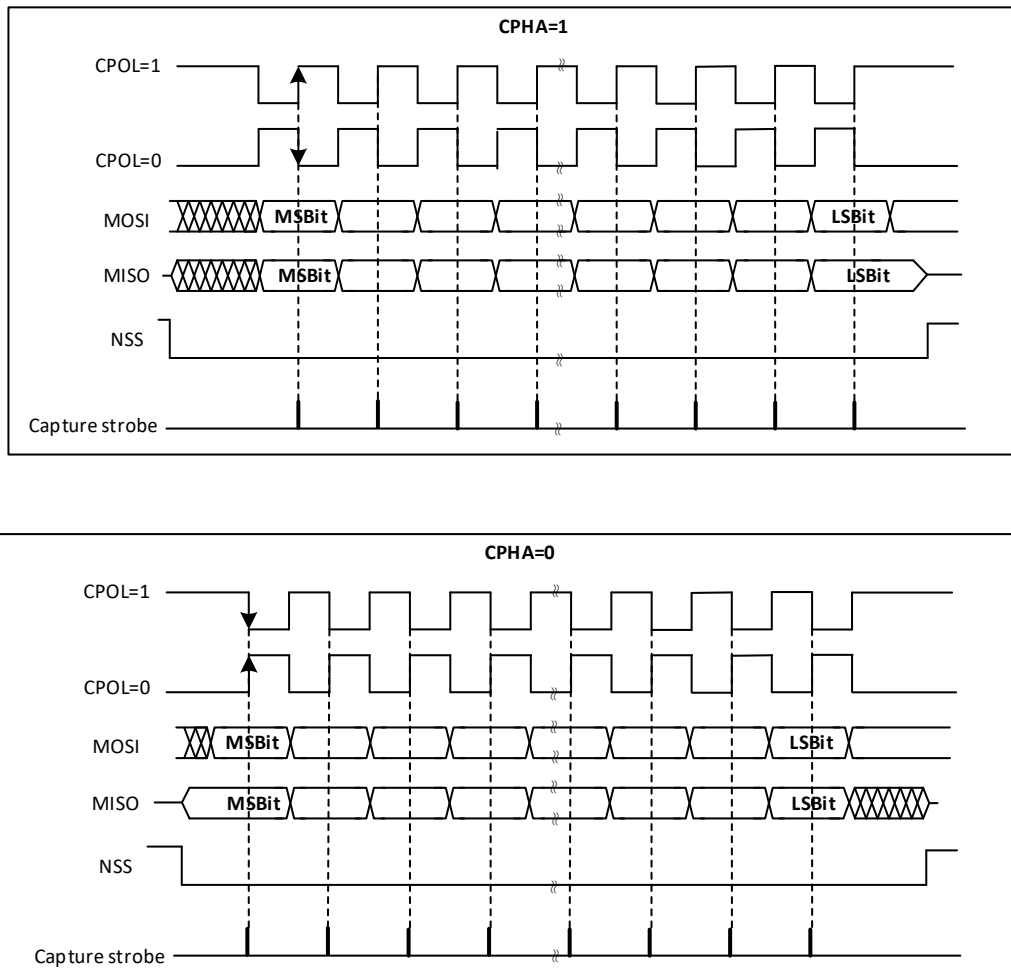 CPHA=1
CPOL=1
CPOL=0
MOSI MSBit LSBit
MISO MSBit LSBit
NSS
Capture strobe
CPHA=0
CPOL=1
CPOL=0
MOSI MSBit LSBit
MISO MSBit LSBit
NSS
Capture strobe